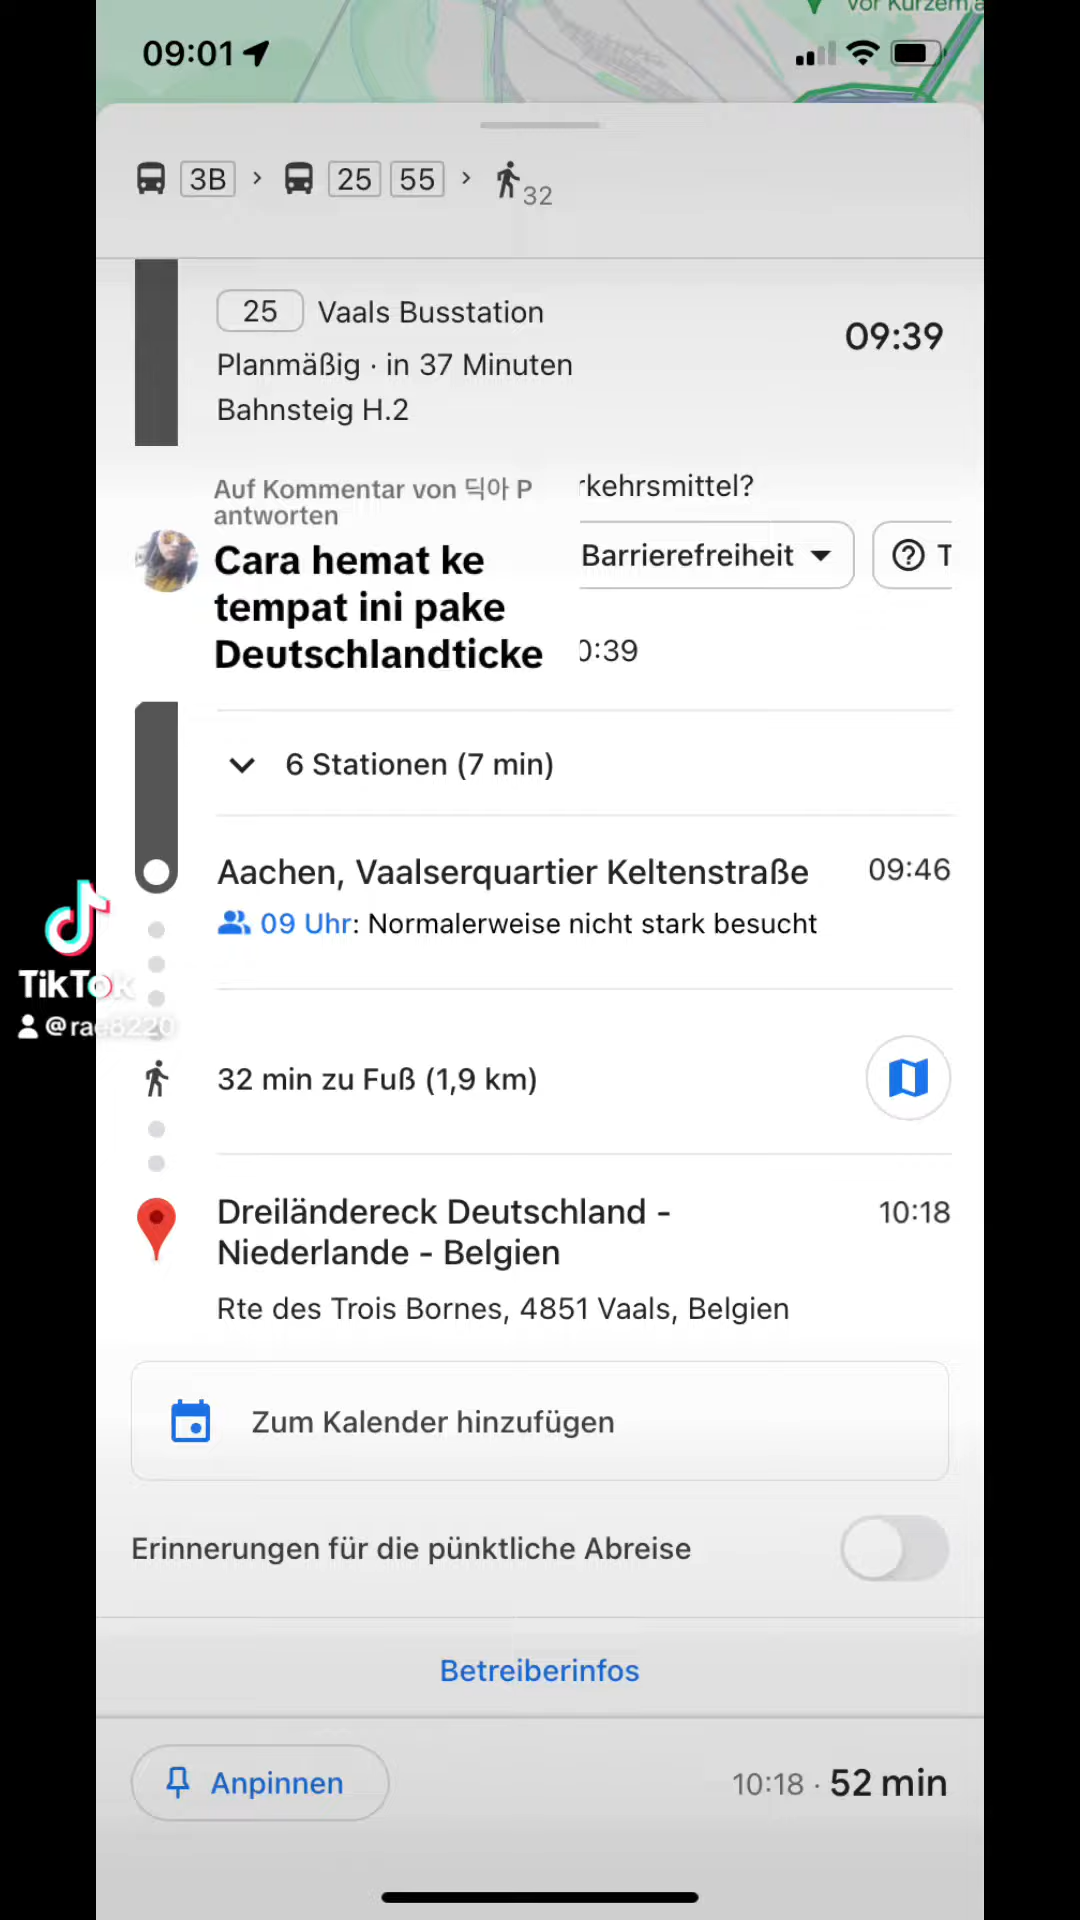 Vor Kurzem a
09:01
3B 25 55 32
25 Vaals Busstation
09:39
Planmäßig · in 37 Minuten
Bahnsteig H.2
Auf Kommentar von 딕아 P
antworten
Cara hemat ke
tempat ini pake
Deutschlandticke
rkehrsmittel?
Barrierefreiheit
T
0:39
6 Stationen (7 min)
Aachen, Vaalserquartier Keltenstraße
09:46
09 Uhr: Normalerweise nicht stark besucht
TikTok
@rae8220
32 min zu Fuß (1,9 km)
Dreiländereck Deutschland -
Niederlande - Belgien
10:18
Rte des Trois Bornes, 4851 Vaals, Belgien
Zum Kalender hinzufügen
Erinnerungen für die pünktliche Abreise
Betreiberinfos
Anpinnen
10:18 · 52 min